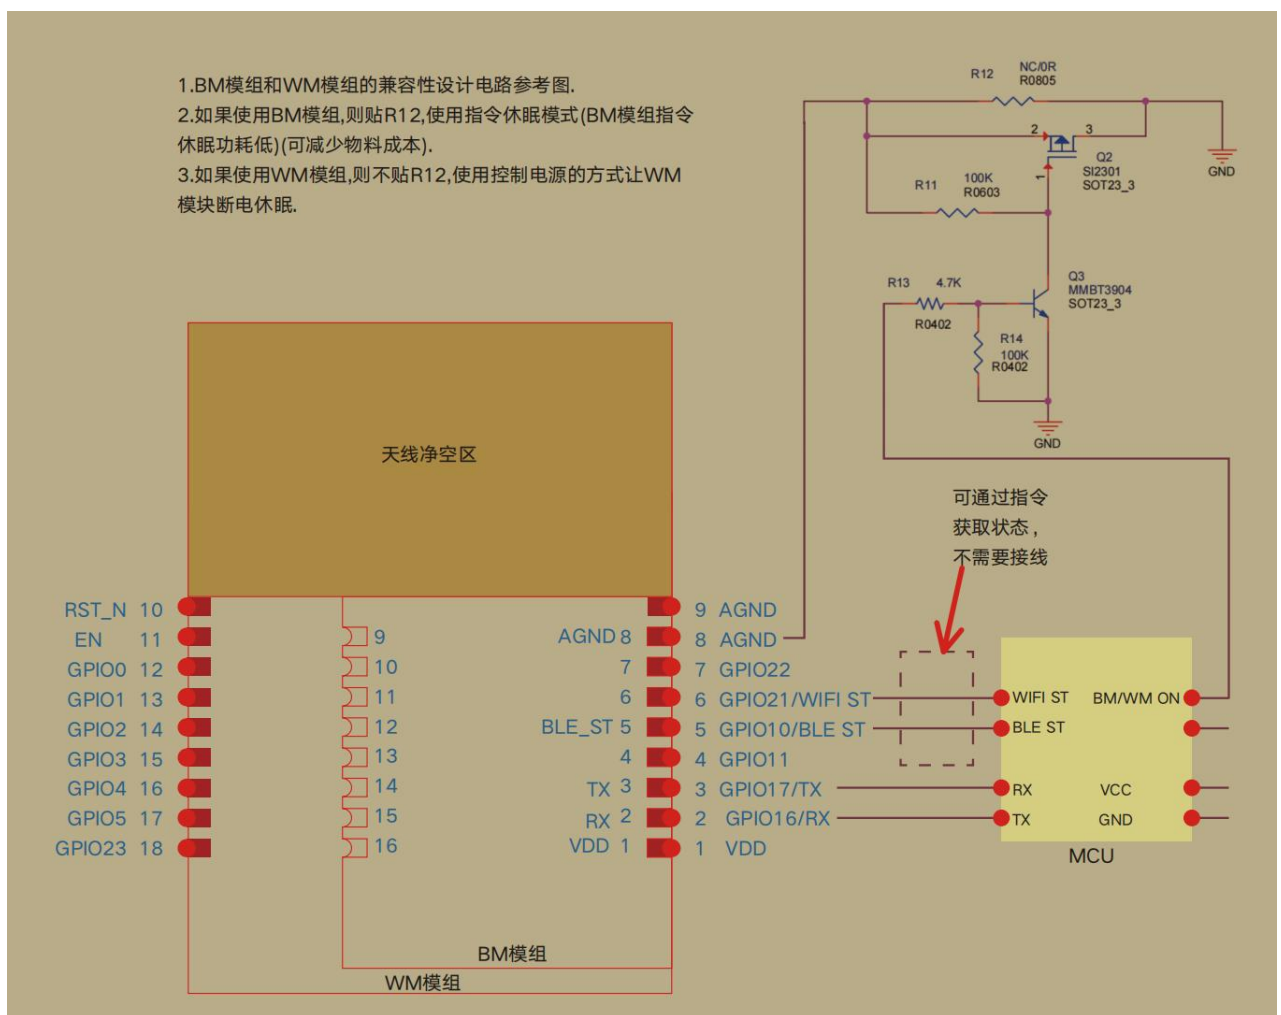 1.BM模组和WM模组的兼容性设计电路参考图.
2.如果使用BM模组,则贴R12,使用指令休眠模式(BM模组指令
休眠功耗低)(可减少物料成本).
3.如果使用WM模组,则不贴R12,使用控制电源的方式让WM
模块断电休眠.
R12
NC/0R
R0805
2
3
Q2
SI2301
SOT23_3
1
GND
R11
100K
R0603
R13
4.7K
R0402
Q3
MMBT3904
SOT23_3
R14
100K
R0402
GND
天线净空区
可通过指令
获取状态,
不需要接线
RST_N 10
EN 11
GPIO0 12
GPIO1 13
GPIO2 14
GPIO3 15
GPIO4 16
GPIO5 17
GPIO23 18
9
10
11
12
13
14
15
16
AGND 8
7
6
BLE_ST 5
4
TX 3
RX 2
VDD 1
9 AGND
8 AGND
7 GPIO22
6 GPIO21/WIFI ST
5 GPIO10/BLE ST
4 GPIO11
3 GPIO17/TX
2 GPIO16/RX
1 VDD
WIFI ST
BM/WM ON
BLE ST
RX
VCC
TX
GND
MCU
BM模组
WM模组